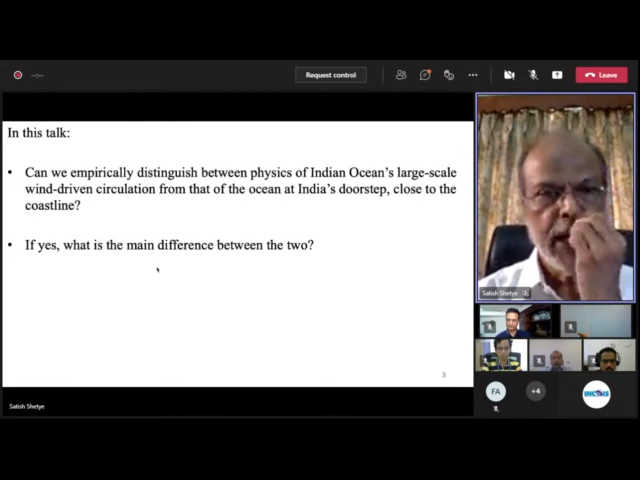 Request control
Leave
In this talk:
• Can we empirically distinguish between physics of Indian Ocean's large-scale
wind-driven circulation from that of the ocean at India's doorstep, close to the
coastline?
• If yes, what is the main difference between the two?
3
Satish Shetye
Satish Shetye
FA
+4
INCOIS